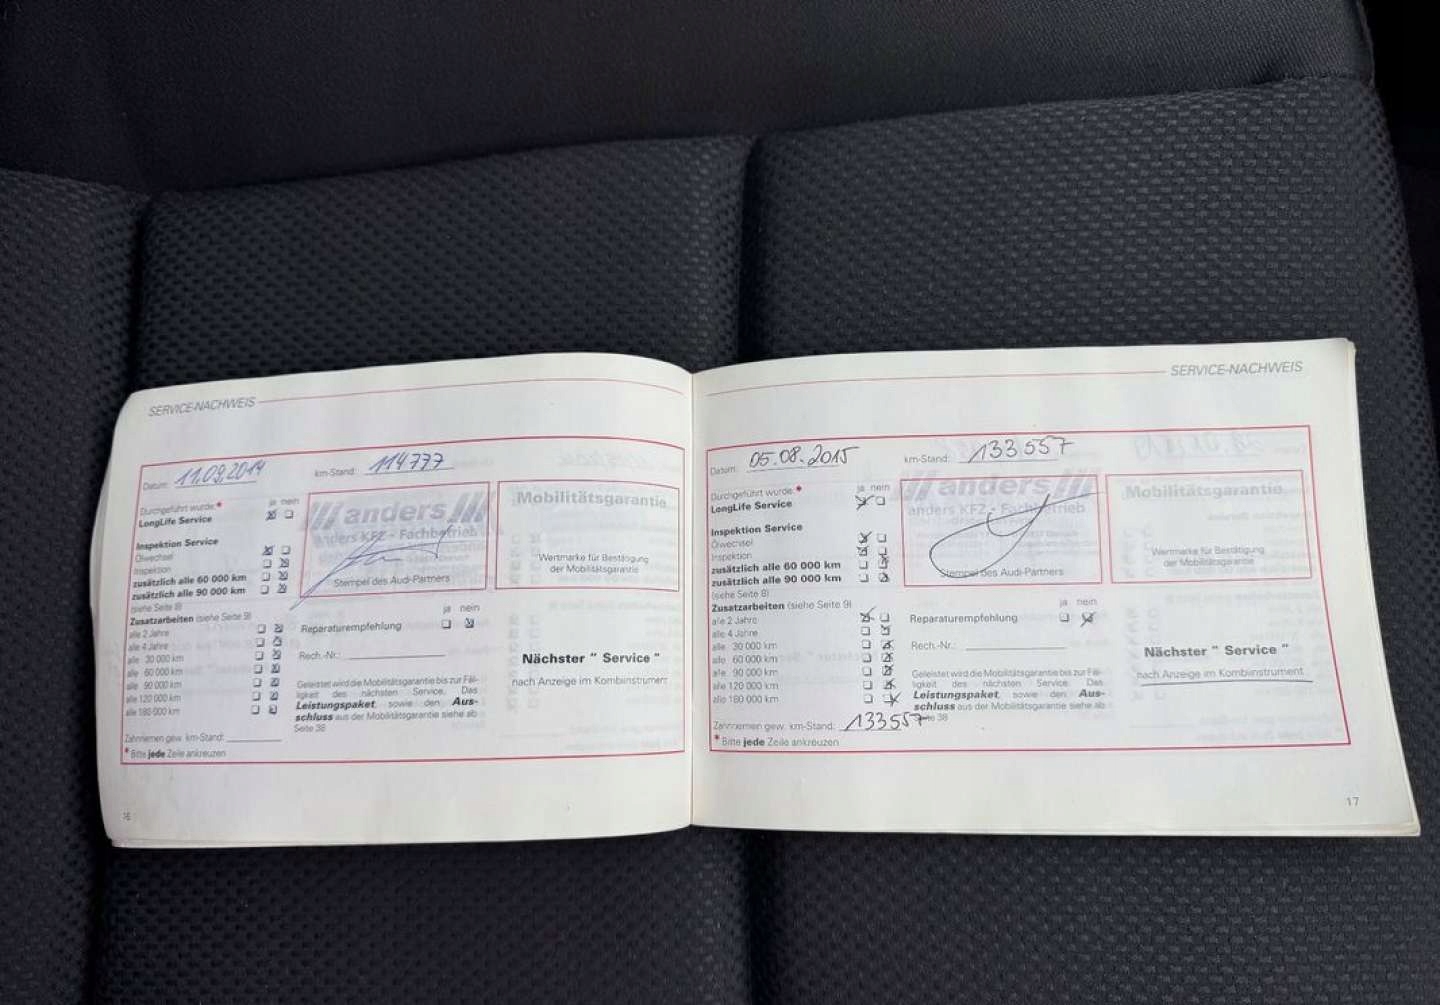 SERVICE-NACHWEIS
Datum: 11.09.2014 km-Stand: 114777
Durchgeführt wurde:* ja nein
LongLife Service
Inspektion Service
Ölwechsel
Inspektion
zusätzlich alle 60 000 km
zusätzlich alle 90 000 km
(siehe Seite 8)
Zusatzarbeiten (siehe Seite 9)
alle 2 Jahre
alle 4 Jahre
alle 30 000 km
alle 60 000 km
alle 90 000 km
alle 120 000 km
alle 180 000 km
Zahnriemen gew. km-Stand:
* Bitte jede Zeile ankreuzen
anders
anders KFZ - Fachbetrieb
Stempel des Audi-Partners
ja nein
Reparaturempfehlung
Rech.-Nr.:
Geleistet wird die Mobilitätsgarantie bis zur Fäl-
ligkeit des nächsten Service. Das
Leistungspaket, sowie den Aus-
schluss aus der Mobilitätsgarantie siehe ab
Seite 38
Mobilitätsgarantie
Wertmarke für Bestätigung
der Mobilitätsgarantie
Nächster " Service "
nach Anzeige im Kombiinstrument
SERVICE-NACHWEIS
Datum: 05.08.2015 km-Stand: 133557
Durchgeführt wurde:* ja nein
LongLife Service
Inspektion Service
Ölwechsel
Inspektion
zusätzlich alle 60 000 km
zusätzlich alle 90 000 km
(siehe Seite 8)
Zusatzarbeiten (siehe Seite 9)
alle 2 Jahre
alle 4 Jahre
alle 30 000 km
alle 60 000 km
alle 90 000 km
alle 120 000 km
alle 180 000 km
Zahnriemen gew. km-Stand: 133557
* Bitte jede Zeile ankreuzen
anders
anders KFZ - Fachbetrieb
Stempel des Audi-Partners
ja nein
Reparaturempfehlung
Rech.-Nr.:
Geleistet wird die Mobilitätsgarantie bis zur Fäl-
ligkeit des nächsten Service. Das
Leistungspaket, sowie den Aus-
schluss aus der Mobilitätsgarantie siehe ab
Seite 38
Mobilitätsgarantie
Wertmarke für Bestätigung
der Mobilitätsgarantie
Nächster " Service "
nach Anzeige im Kombiinstrument
17